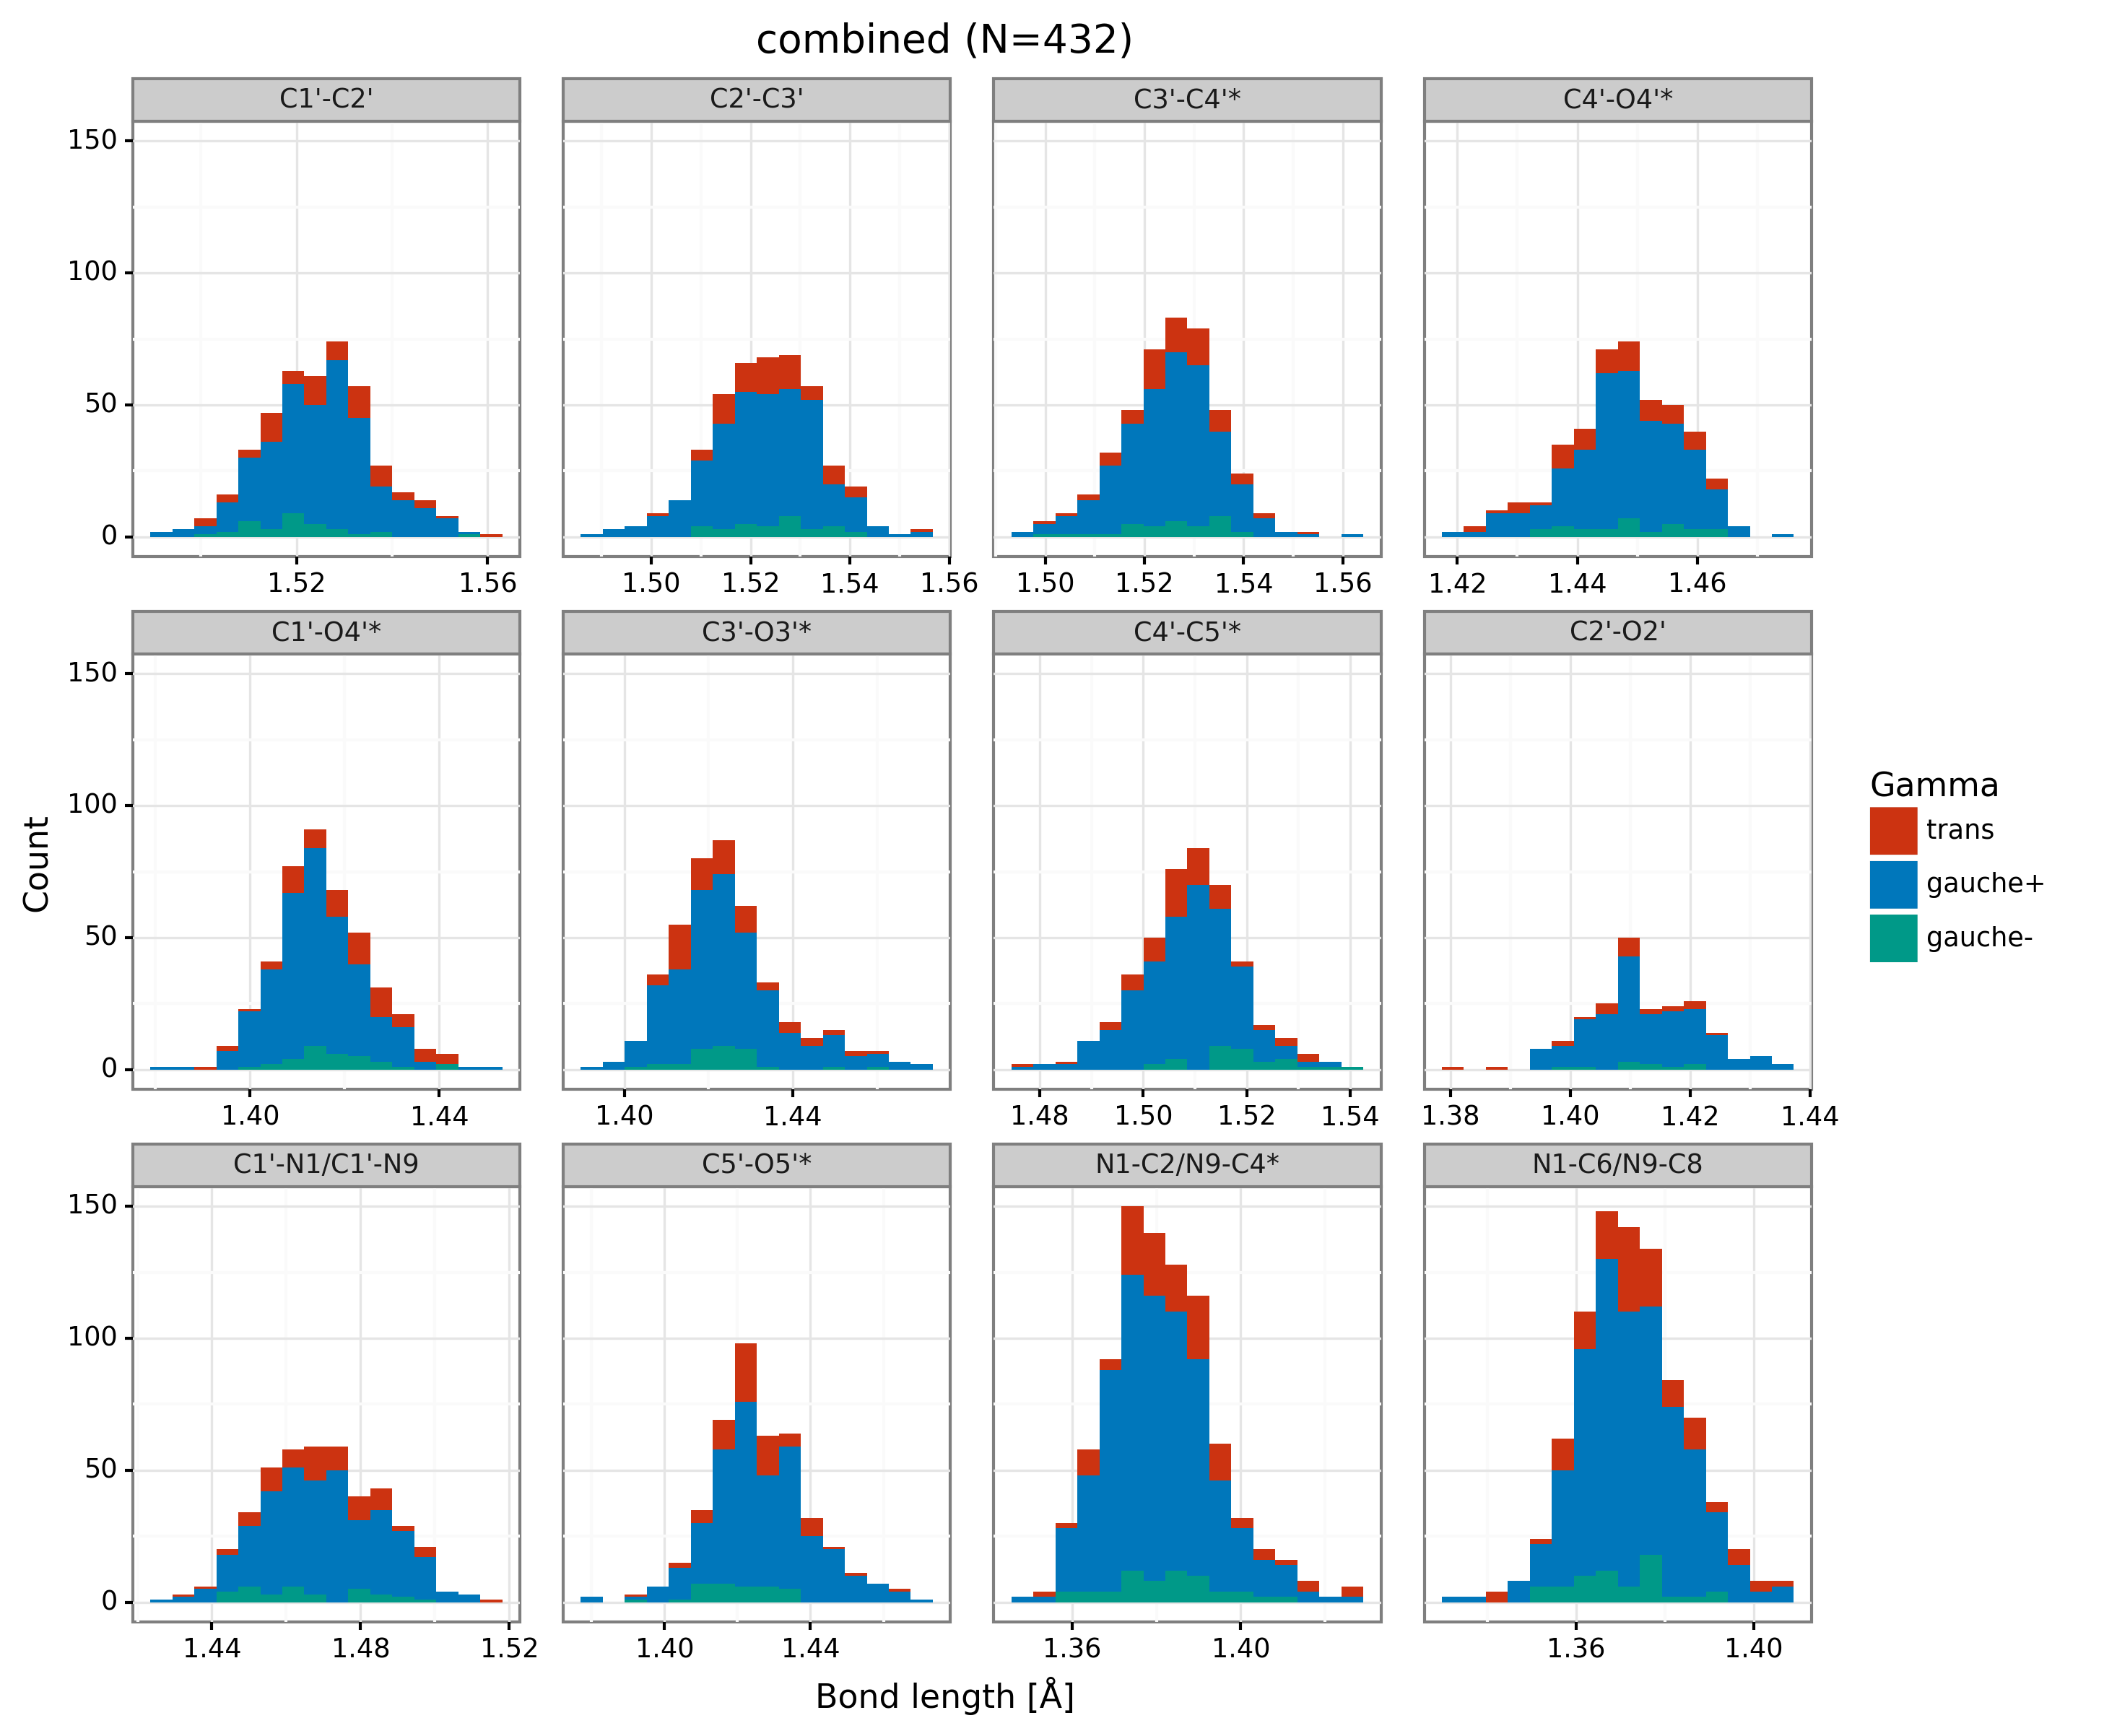 combined (N=432)
C1'-C2' C2'-C3' C3'-C4'* C4'-O4'*
150
100
50
0
1.52 1.56 1.50 1.52 1.54 1.56 1.50 1.52 1.54 1.56 1.42 1.44 1.46
C1'-O4'* C3'-O3'* C4'-C5'* C2'-O2'
150
100
50
0
1.40 1.44 1.40 1.44 1.48 1.50 1.52 1.54 1.38 1.40 1.42 1.44
C1'-N1/C1'-N9 C5'-O5'* N1-C2/N9-C4* N1-C6/N9-C8
150
100
50
0
1.44 1.48 1.52 1.40 1.44 1.36 1.40 1.36 1.40
Bond length [Å]
Count
Gamma
trans
gauche+
gauche-